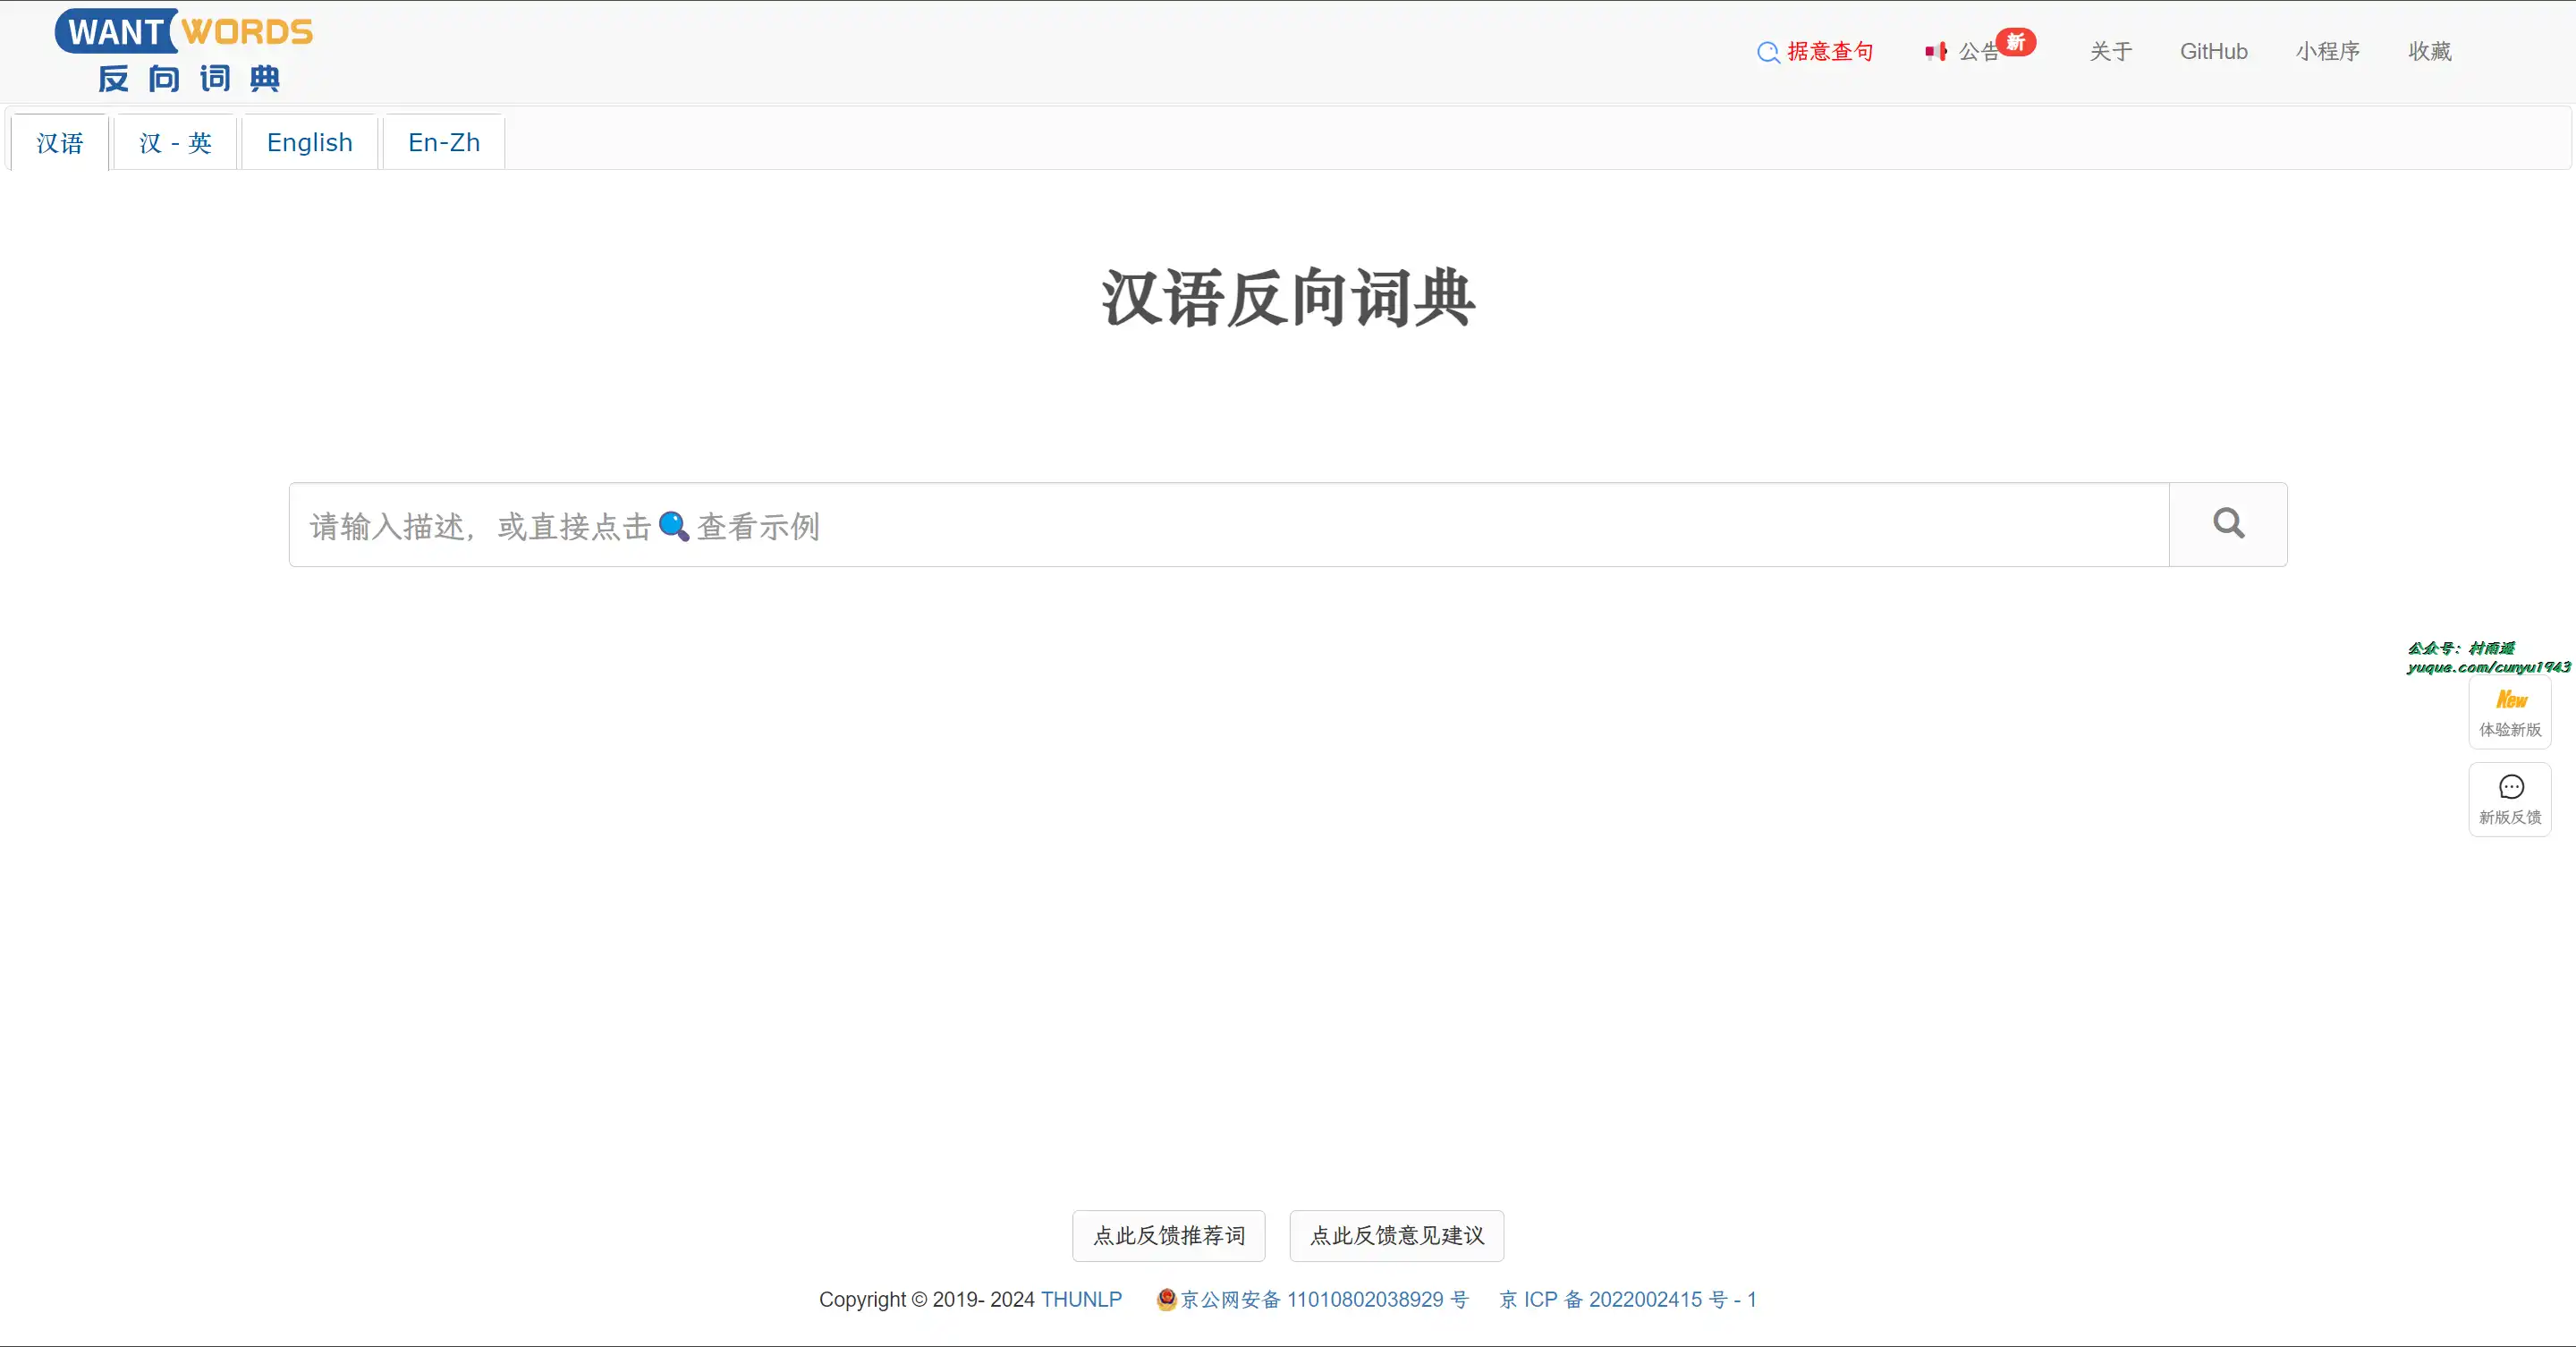 WANT WORDS
反向词典
据意查句 公告 新 关于 GitHub 小程序 收藏
汉语 汉 - 英 English En-Zh
汉语反向词典
请输入描述，或直接点击🔍查看示例
公众号：村雨遥
yuque.com/cunyu1943
New
体验新版
新版反馈
点此反馈推荐词 点此反馈意见建议
Copyright © 2019- 2024 THUNLP 京公网安备 11010802038929 号 京 ICP 备 2022002415 号 - 1